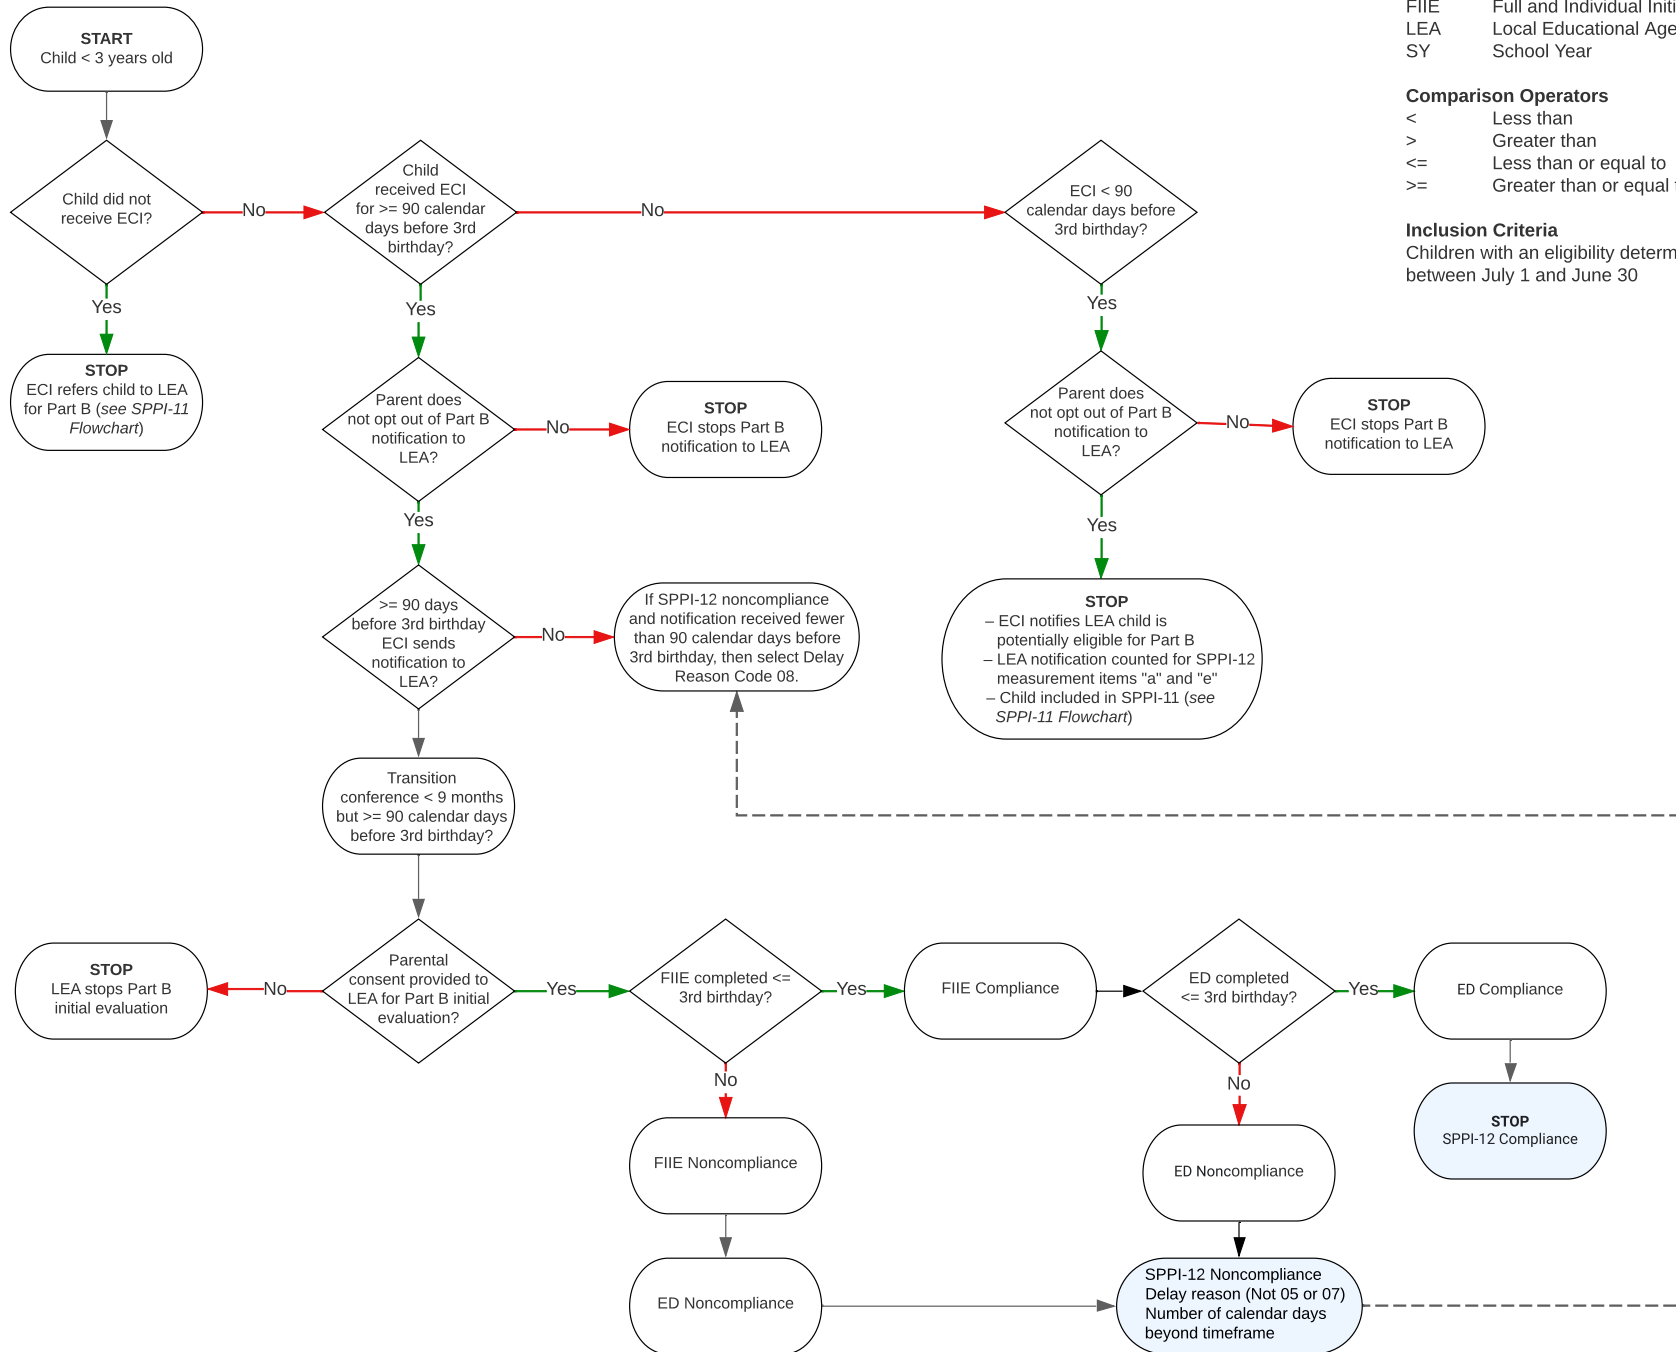 FIIE Full and Individual Initi
LEA Local Educational Age
SY School Year
Comparison Operators
< Less than
> Greater than
<= Less than or equal to
>= Greater than or equal t
Inclusion Criteria
Children with an eligibility determ
between July 1 and June 30
START
Child < 3 years old
Child did not
receive ECI?
No
Child
received ECI
for >= 90 calendar
days before 3rd
birthday?
No
ECI < 90
calendar days before
3rd birthday?
Yes
Yes
Yes
STOP
ECI refers child to LEA
for Part B (see SPPI-11
Flowchart)
Parent does
not opt out of Part B
notification to
LEA?
No
STOP
ECI stops Part B
notification to LEA
Parent does
not opt out of Part B
notification to
LEA?
No
STOP
ECI stops Part B
notification to LEA
Yes
Yes
>= 90 days
before 3rd birthday
ECI sends
notification to
LEA?
No
If SPPI-12 noncompliance
and notification received fewer
than 90 calendar days before
3rd birthday, then select Delay
Reason Code 08.
STOP
– ECI notifies LEA child is
potentially eligible for Part B
– LEA notification counted for SPPI-12
measurement items "a" and "e"
– Child included in SPPI-11 (see
SPPI-11 Flowchart)
Transition
conference < 9 months
but >= 90 calendar days
before 3rd birthday?
STOP
LEA stops Part B
initial evaluation
No
Parental
consent provided to
LEA for Part B initial
evaluation?
Yes
FIIE completed <=
3rd birthday?
Yes
FIIE Compliance
ED completed
<= 3rd birthday?
Yes
ED Compliance
No
No
STOP
SPPI-12 Compliance
FIIE Noncompliance
ED Noncompliance
ED Noncompliance
SPPI-12 Noncompliance
Delay reason (Not 05 or 07)
Number of calendar days
beyond timeframe